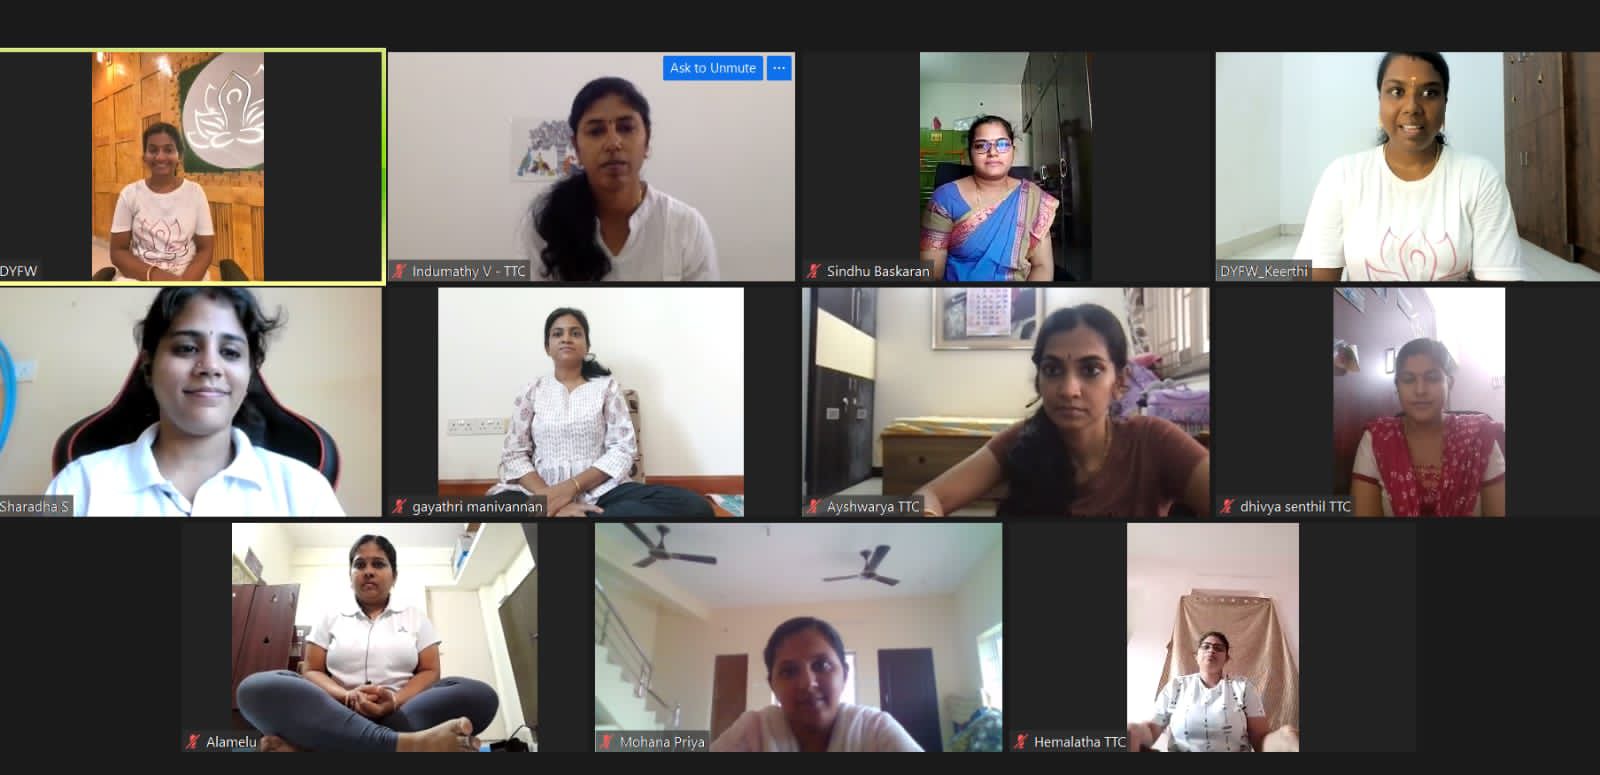 DYFW
Ask to Unmute ...
Indumathy V - TTC
Sindhu Baskaran
DYFW_Keerthi
Sharadha S
gayathri manivannan
Ayshwarya TTC
dhivya senthil TTC
Alamelu
Mohana Priya
Hemalatha TTC